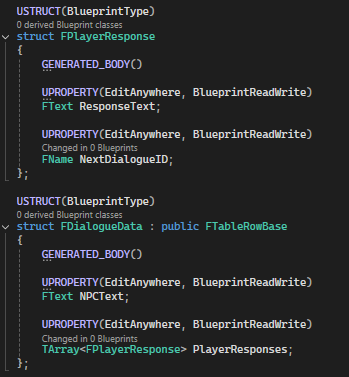 USTRUCT(BlueprintType)
0 derived Blueprint classes
struct FPlayerResponse
{
GENERATED_BODY()
UPROPERTY(EditAnywhere, BlueprintReadWrite)
FText ResponseText;
UPROPERTY(EditAnywhere, BlueprintReadWrite)
Changed in 0 Blueprints
FName NextDialogueID;
};
USTRUCT(BlueprintType)
0 derived Blueprint classes
struct FDialogueData : public FTableRowBase
{
GENERATED_BODY()
UPROPERTY(EditAnywhere, BlueprintReadWrite)
FText NPCText;
UPROPERTY(EditAnywhere, BlueprintReadWrite)
Changed in 0 Blueprints
TArray<FPlayerResponse> PlayerResponses;
};